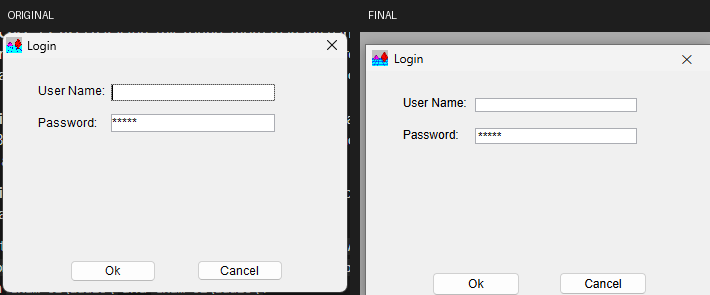 ORIGINAL
Login
User Name:
Password: *****
Ok Cancel
FINAL
Login
User Name:
Password: *****
Ok Cancel